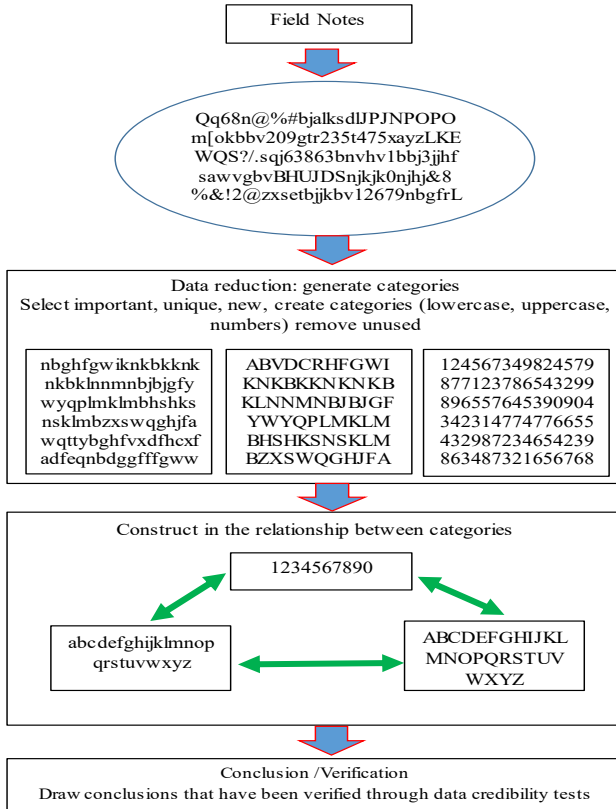 Field Notes
Qq68n@%#bjalksdlJPJNPOPO
m[okbbv209gtr235t475xayzLKE
WQS?/.sqj63863bnvhv1bbj3jjhf
sawvgbvBHUJDSnjkjk0njhj&8
%&!2@zxsetbjjkbv12679nbgfrL
Data reduction: generate categories
Select important, unique, new, create categories (lowercase, uppercase,
numbers) remove unused
nbghfgwiknkbkknk
nkbklnnmnbjbjgfy
wyqplmklmbhshks
nsklmbzxswqghjfa
wqttybghfvxdfhcxf
adfeqnbdggfffgww
ABVDCRHFGWI
KNKBKKNKNKB
KLNNMNBJBJGF
YWYQPLMKLM
BHSHKSNSKLM
BZXSWQGHJFA
124567349824579
877123786543299
896557645390904
342314774776655
432987234654239
863487321656768
Construct in the relationship between categories
1234567890
abcdefghijklmnop
qrstuvwxyz
ABCDEFGHIJKL
MNOPQRSTUV
WXYZ
Conclusion /Verification
Draw conclusions that have been verified through data credibility tests